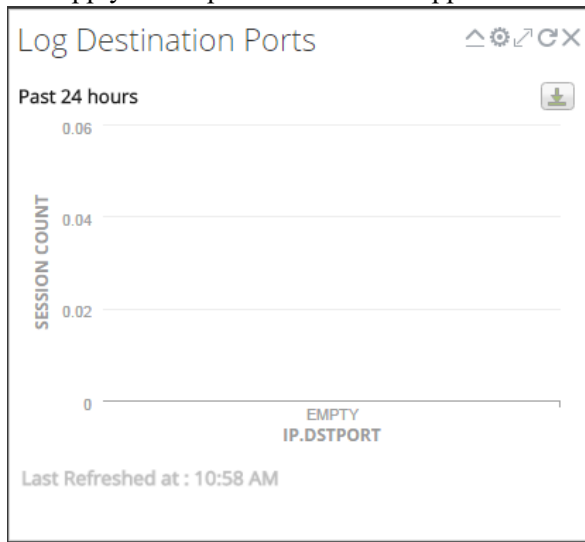 Log Destination Ports
Past 24 hours
0.06
0.04
0.02
0
SESSION COUNT
EMPTY
IP.DSTPORT
Last Refreshed at : 10:58 AM